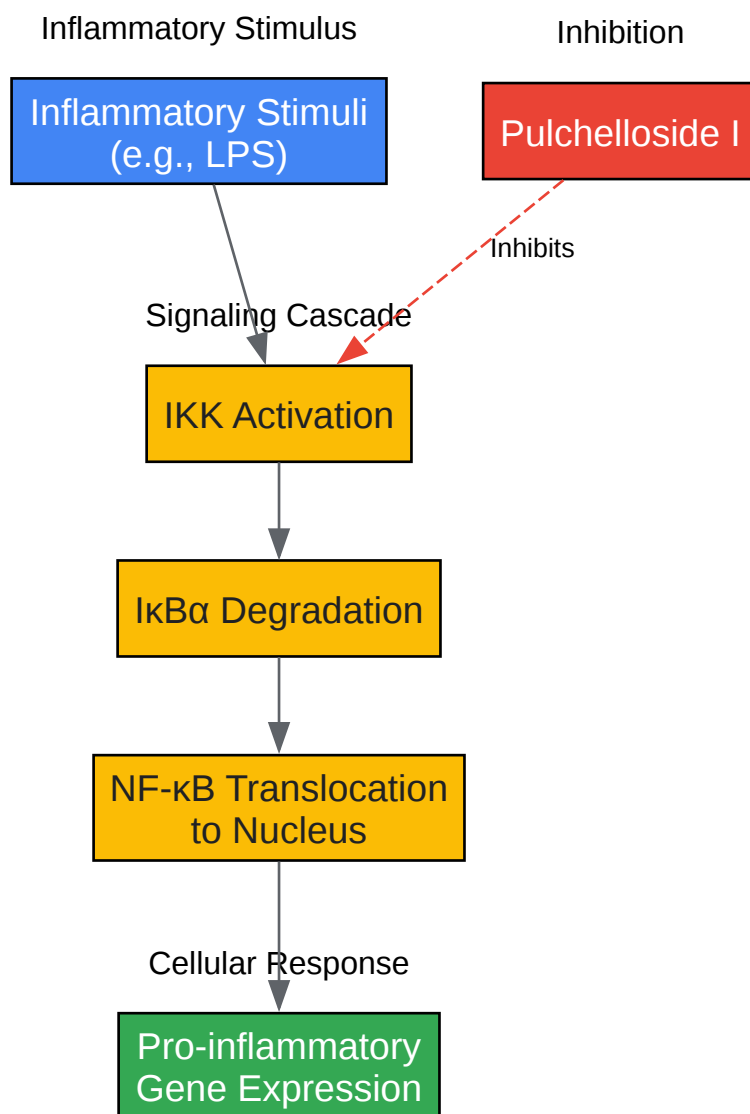 Inflammatory Stimulus
Inhibition
Inflammatory Stimuli
(e.g., LPS)
Pulchelloside I
Inhibits
Signaling Cascade
IKK Activation
IκBα Degradation
NF-κB Translocation
to Nucleus
Cellular Response
Pro-inflammatory
Gene Expression